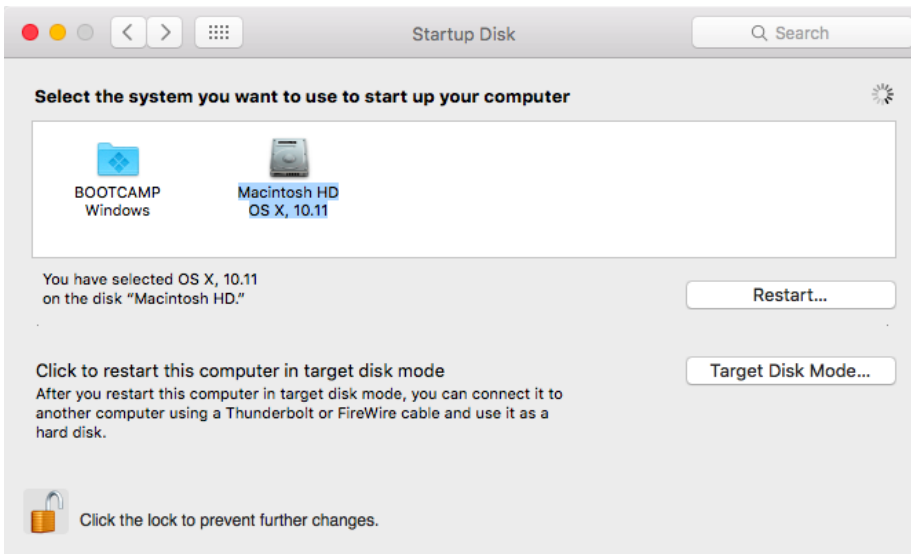 Startup Disk
Search
Select the system you want to use to start up your computer
BOOTCAMP
Windows
Macintosh HD
OS X, 10.11
You have selected OS X, 10.11
on the disk “Macintosh HD.”
Restart...
Click to restart this computer in target disk mode
Target Disk Mode...
After you restart this computer in target disk mode, you can connect it to
another computer using a Thunderbolt or FireWire cable and use it as a
hard disk.
Click the lock to prevent further changes.